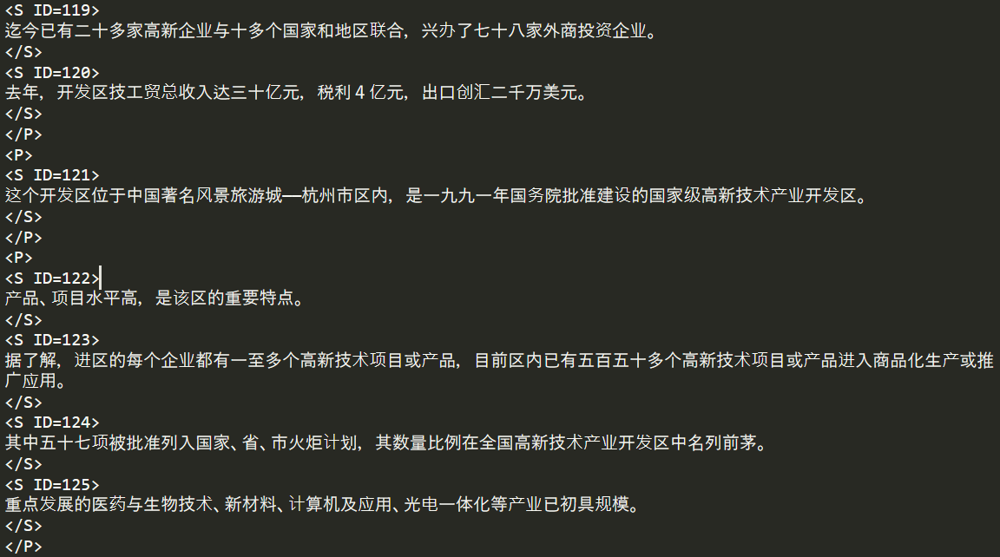 <S ID=119>
迄今已有二十多家高新企业与十多个国家和地区联合，兴办了七十八家外商投资企业。
</S>
<S ID=120>
去年，开发区技工贸总收入达三十亿元，税利４亿元，出口创汇二千万美元。
</S>
</P>
<P>
<S ID=121>
这个开发区位于中国著名风景旅游城——杭州市区内，是一九九一年国务院批准建设的国家级高新技术产业开发区。
</S>
</P>
<P>
<S ID=122>
产品、项目水平高，是该区的重要特点。
</S>
<S ID=123>
据了解，进区的每个企业都有一至多个高新技术项目或产品，目前区内已有五百五十多个高新技术项目或产品进入商品化生产或推
广应用。
</S>
<S ID=124>
其中五十七项被批准列入国家、省、市火炬计划，其数量比例在全国高新技术产业开发区中名列前茅。
</S>
<S ID=125>
重点发展的医药与生物技术、新材料、计算机及应用、光电一体化等产业已初具规模。
</S>
</P>